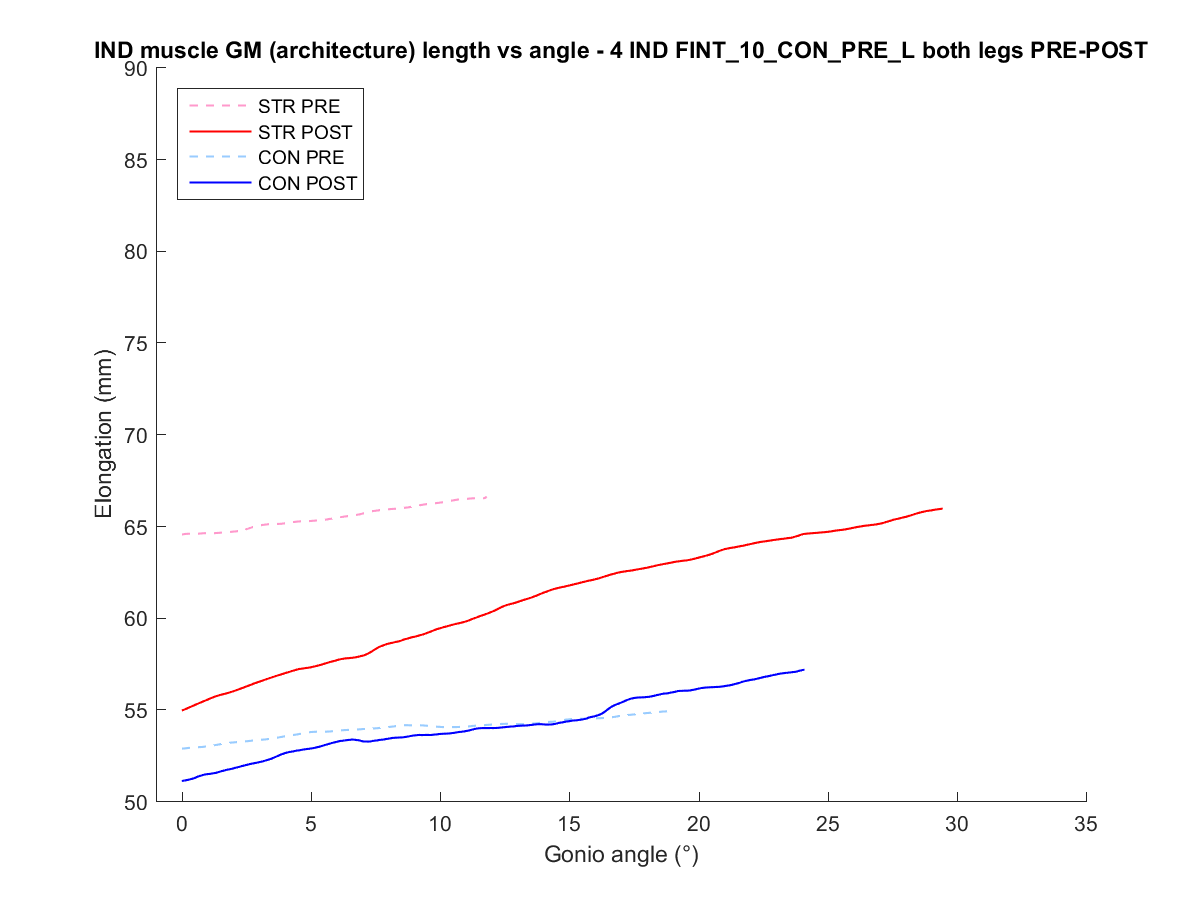 IND muscle GM (architecture) length vs angle - 4 IND FINT_10_CON_PRE_L both legs PRE-POST
90
85
80
75
70
65
60
55
50
Elongation (mm)
STR PRE
STR POST
CON PRE
CON POST
0 5 10 15 20 25 30 35
Gonio angle (°)